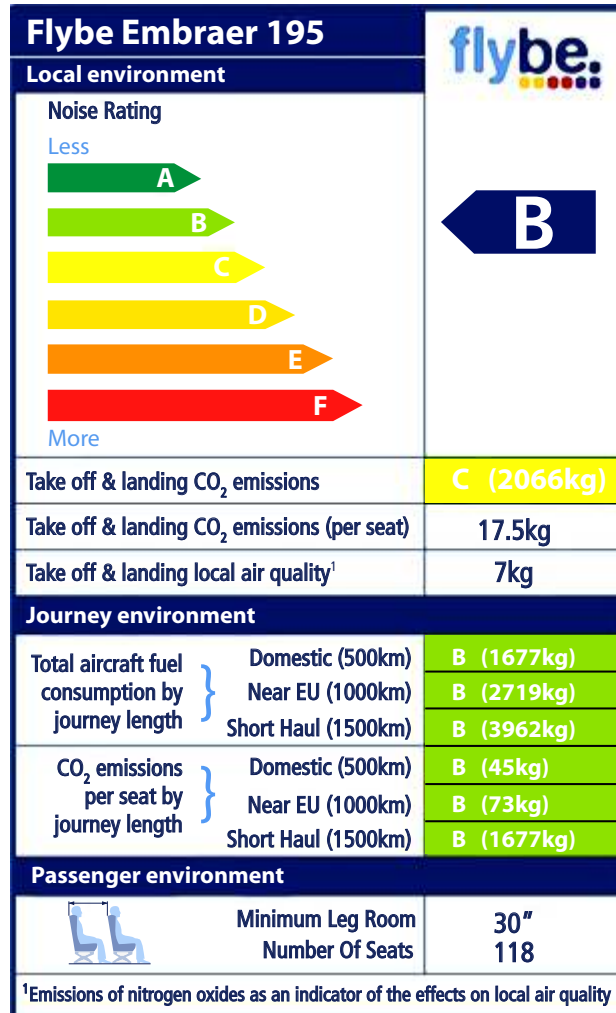 Flybe Embraer 195
flybe.
Local environment
Noise Rating
Less
A
B
C
D
E
F
More
B
Take off & landing CO₂ emissions C (2066kg)
Take off & landing CO₂ emissions (per seat) 17.5kg
Take off & landing local air quality¹ 7kg
Journey environment
Total aircraft fuel consumption by journey length
Domestic (500km) B (1677kg)
Near EU (1000km) B (2719kg)
Short Haul (1500km) B (3962kg)
CO₂ emissions per seat by journey length
Domestic (500km) B (45kg)
Near EU (1000km) B (73kg)
Short Haul (1500km) B (1677kg)
Passenger environment
Minimum Leg Room 30"
Number Of Seats 118
¹Emissions of nitrogen oxides as an indicator of the effects on local air quality